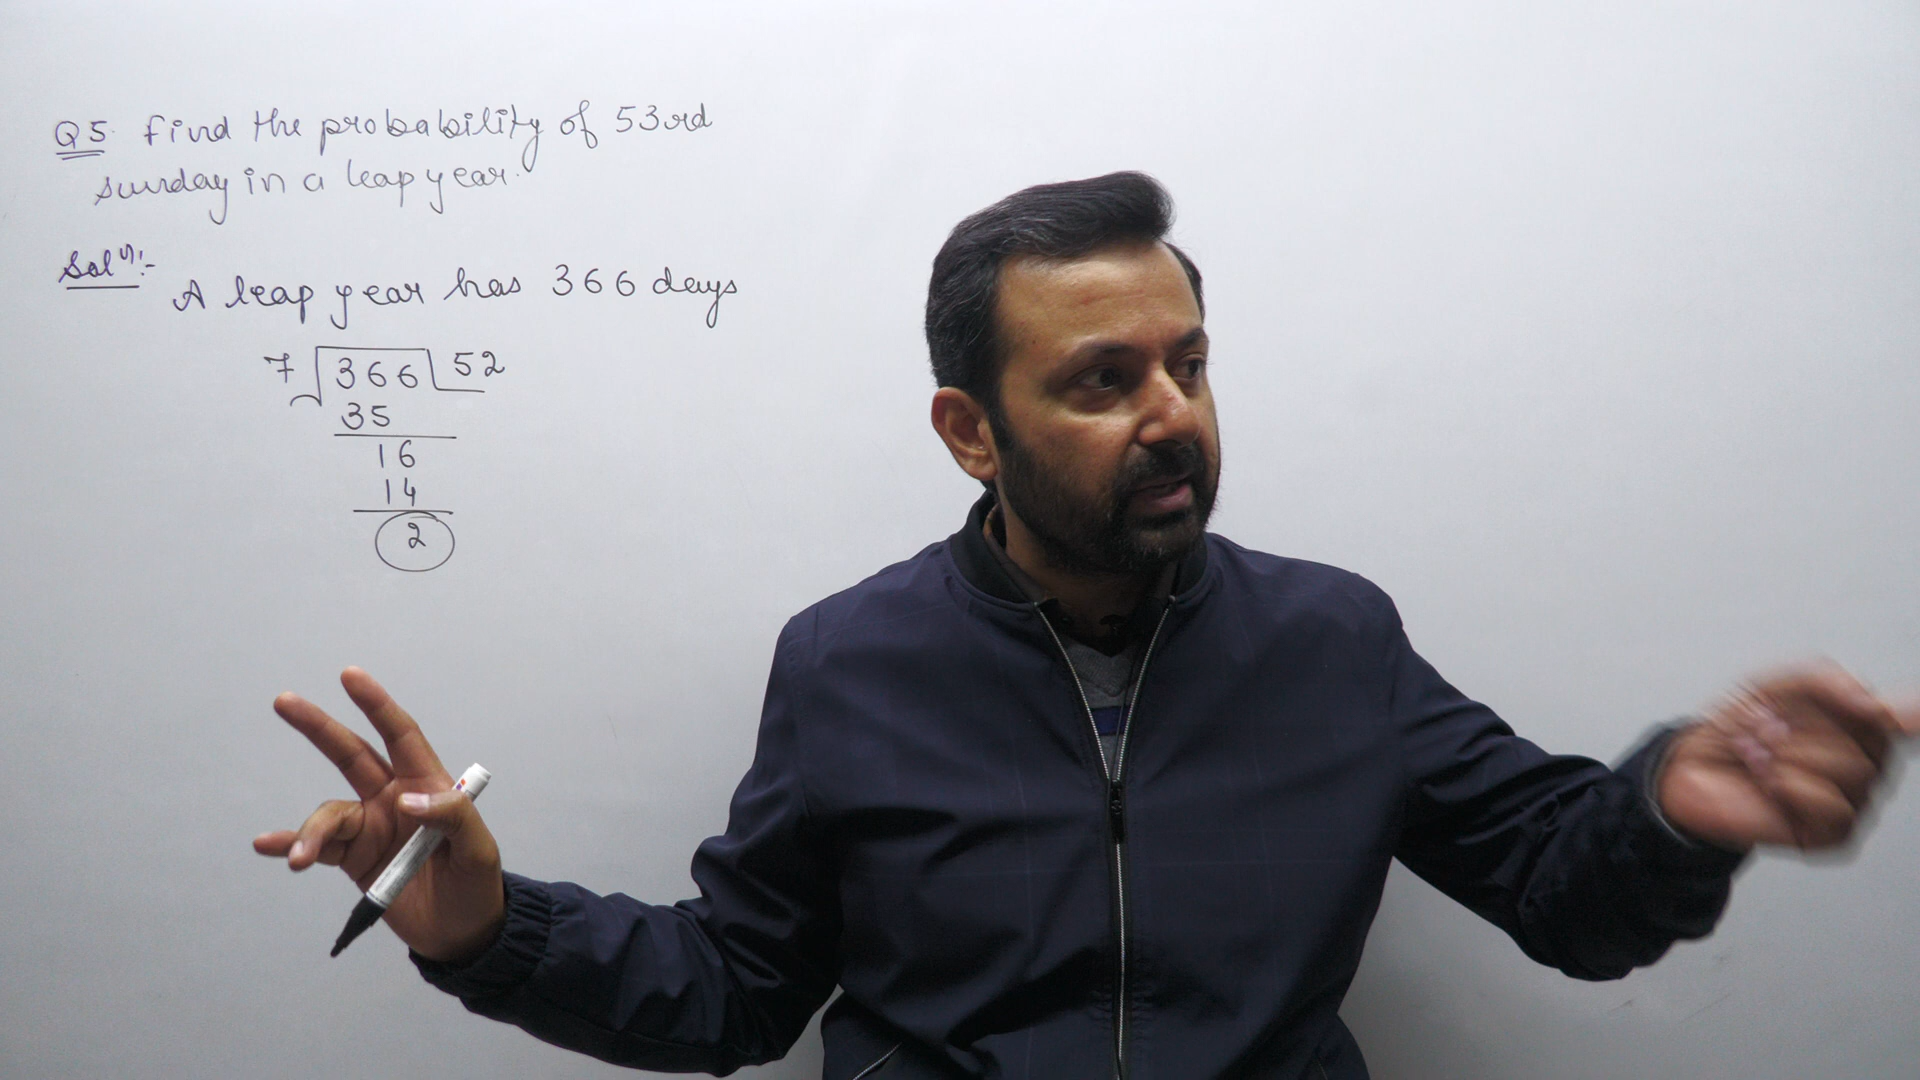 Q5. Find the probability of 53rd
sunday in a leap year.
Solⁿ:-
A leap year has 366 days
7 366 52
35
16
14
2